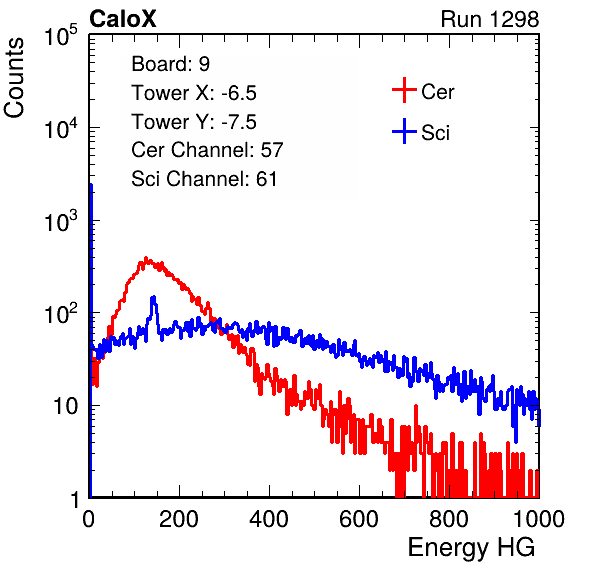 CaloX Run 1298
Counts
10^5
10^4
10^3
10^2
10
1
Board: 9
Tower X: -6.5
Tower Y: -7.5
Cer Channel: 57
Sci Channel: 61
Cer
Sci
0 200 400 600 800 1000
Energy HG